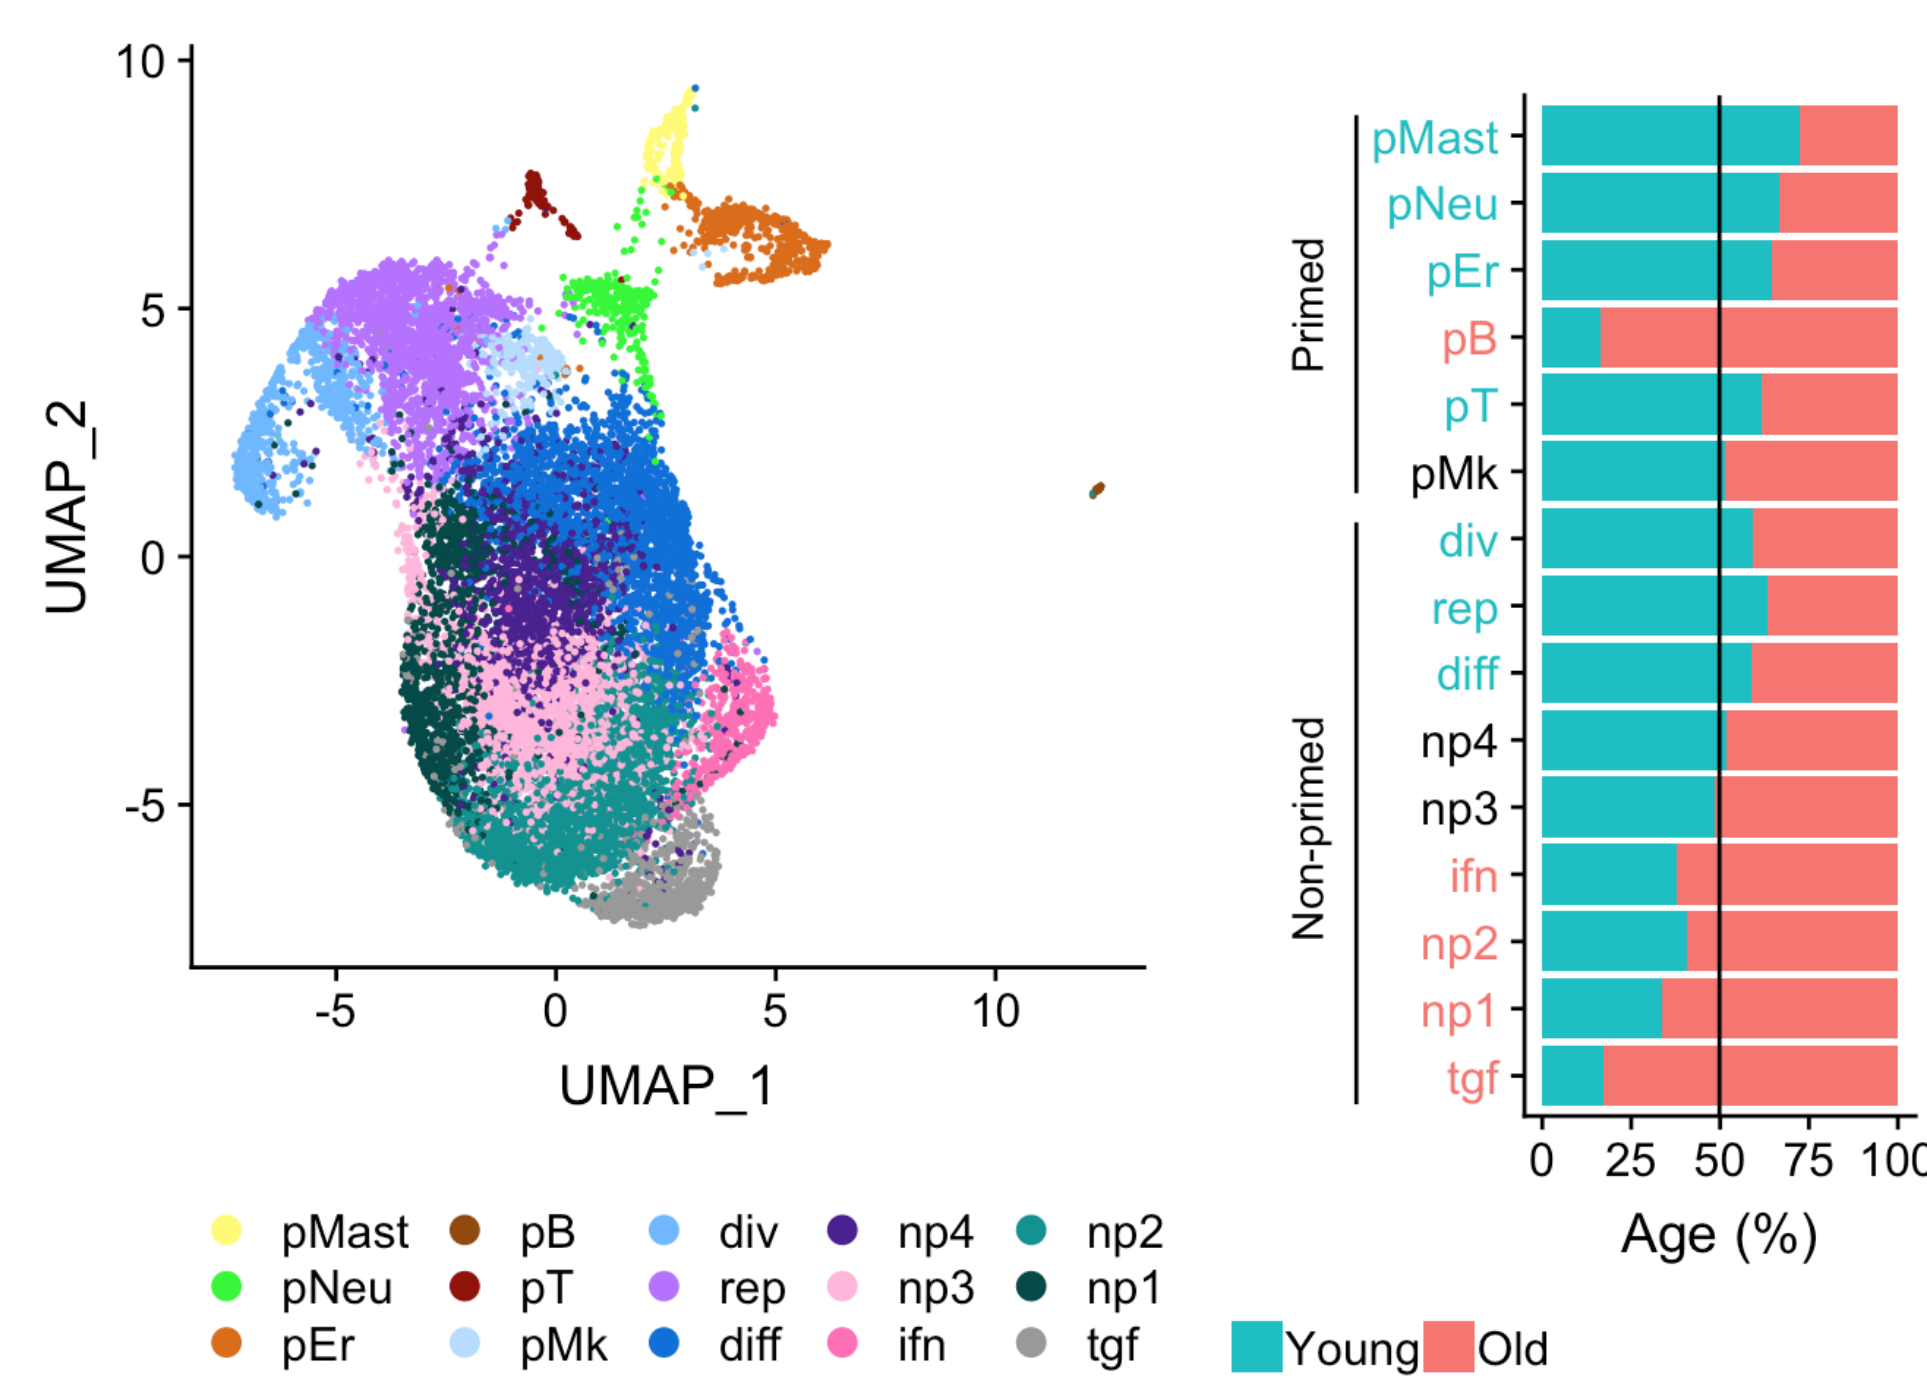 10
5
0
-5
UMAP_2
-5 0 5 10
UMAP_1
pMast pB div np4 np2
pNeu pT rep np3 np1
pEr pMk diff ifn tgf
Primed
Non-primed
pMast
pNeu
pEr
pB
pT
pMk
div
rep
diff
np4
np3
ifn
np2
np1
tgf
0 25 50 75 100
Age (%)
Young Old